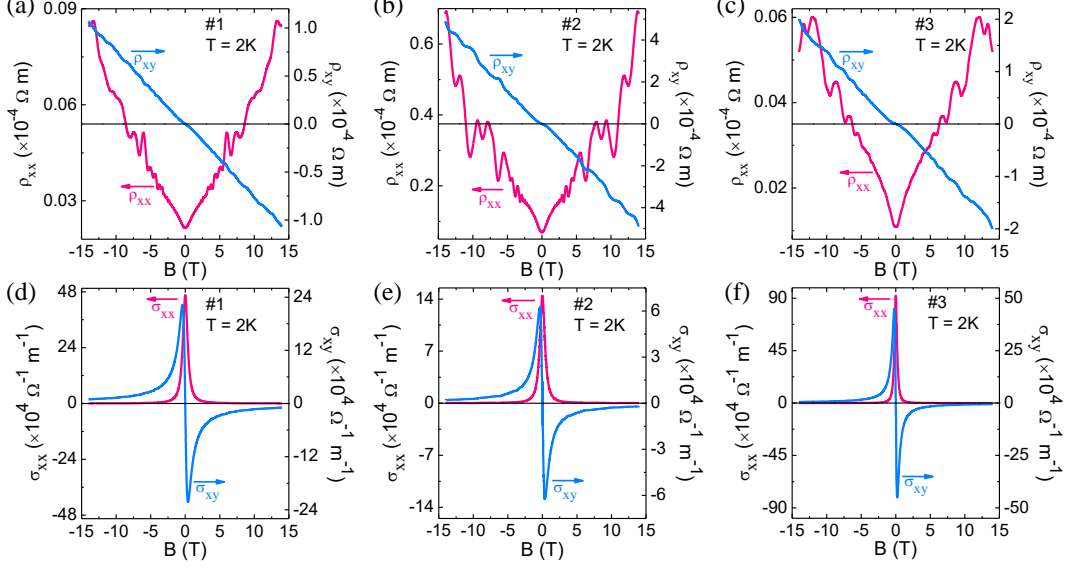 (a)
#1
T = 2K
ρxx (×10⁻⁴ Ω m)
0.09
0.06
0.03
ρxy
ρxx
1.0
0.5
0.0
-0.5
-1.0
ρxy (×10⁻⁴ Ω m)
-15 -10 -5 0 5 10 15
B (T)
(b)
#2
T = 2K
ρxx (×10⁻⁴ Ω m)
0.6
0.4
0.2
ρxy
ρxx
4
2
0
-2
-4
ρxy (×10⁻⁴ Ω m)
-15 -10 -5 0 5 10 15
B (T)
(c)
#3
T = 2K
ρxx (×10⁻⁴ Ω m)
0.06
0.04
0.02
ρxy
ρxx
2
1
0
-1
-2
ρxy (×10⁻⁴ Ω m)
-15 -10 -5 0 5 10 15
B (T)
(d)
#1
T = 2K
σxx (×10⁴ Ω⁻¹ m⁻¹)
48
24
0
-24
-48
σxx
σxy
24
18
12
6
0
-6
-12
-18
-24
σxy (×10⁴ Ω⁻¹ m⁻¹)
-15 -10 -5 0 5 10 15
B (T)
(e)
#2
T = 2K
σxx (×10⁴ Ω⁻¹ m⁻¹)
14
7
0
-7
-14
σxx
σxy
6
3
0
-3
-6
σxy (×10⁴ Ω⁻¹ m⁻¹)
-15 -10 -5 0 5 10 15
B (T)
(f)
#3
T = 2K
σxx (×10⁴ Ω⁻¹ m⁻¹)
90
45
0
-45
-90
σxx
σxy
50
25
0
-25
-50
σxy (×10⁴ Ω⁻¹ m⁻¹)
-15 -10 -5 0 5 10 15
B (T)